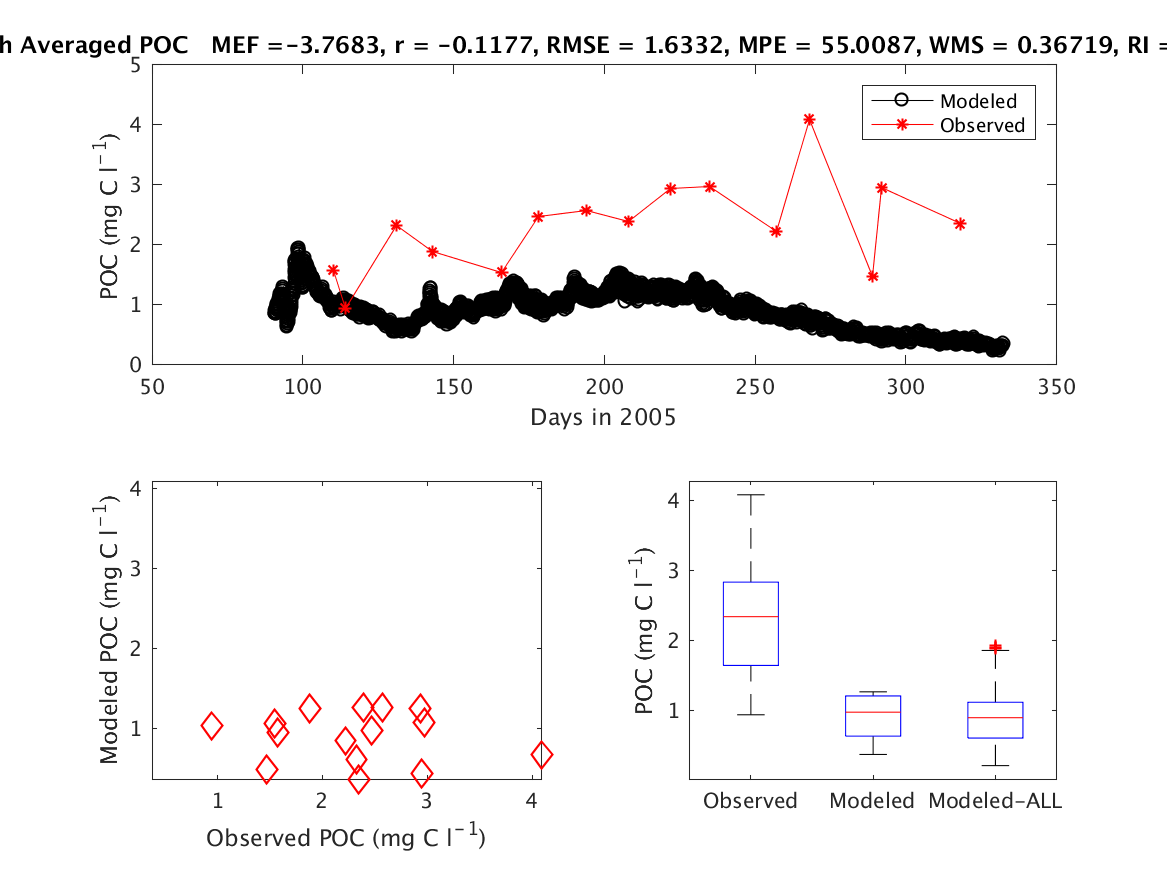 h Averaged POC   MEF =-3.7683, r = -0.1177, RMSE = 1.6332, MPE = 55.0087, WMS = 0.36719, RI =
5
4
3
2
1
0
POC (mg C l⁻¹)
Modeled
Observed
50 100 150 200 250 300 350
Days in 2005
4
3
2
1
Modeled POC (mg C l⁻¹)
1 2 3 4
Observed POC (mg C l⁻¹)
4
3
2
1
POC (mg C l⁻¹)
Observed Modeled Modeled-ALL